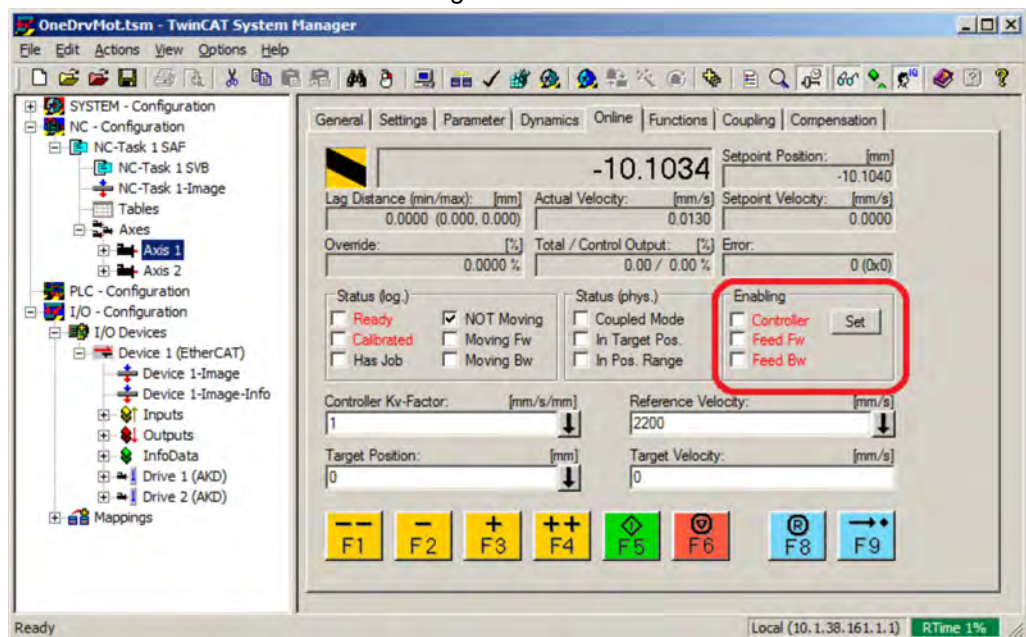 OneDrvMot.tsm - TwinCAT System Manager
File Edit Actions View Options Help
SYSTEM - Configuration
NC - Configuration
NC-Task 1 SAF
NC-Task 1 SVB
NC-Task 1-Image
Tables
Axes
Axis 1
Axis 2
PLC - Configuration
I/O - Configuration
I/O Devices
Device 1 (EtherCAT)
Device 1-Image
Device 1-Image-Info
Inputs
Outputs
InfoData
Drive 1 (AKD)
Drive 2 (AKD)
Mappings
General Settings Parameter Dynamics Online Functions Coupling Compensation
-10.1034
Setpoint Position: [mm]
-10.1040
Lag Distance (min/max): [mm] Actual Velocity: [mm/s] Setpoint Velocity: [mm/s]
0.0000 (0.000, 0.000) 0.0130 0.0000
Override: [%] Total / Control Output: [%] Error:
0.0000 % 0.00 / 0.00 % 0 (0x0)
Status (log.) Status (phys.) Enabling
Ready NOT Moving Coupled Mode Controller Set
Calibrated Moving Fw In Target Pos. Feed Fw
Has Job Moving Bw In Pos. Range Feed Bw
Controller Kv-Factor: [mm/s/mm] Reference Velocity: [mm/s]
1 2200
Target Position: [mm] Target Velocity: [mm/s]
0 0
-- - + ++
F1 F2 F3 F4 F5 F6 F8 F9
Ready Local (10.1.38.161.1.1) RTime 1%